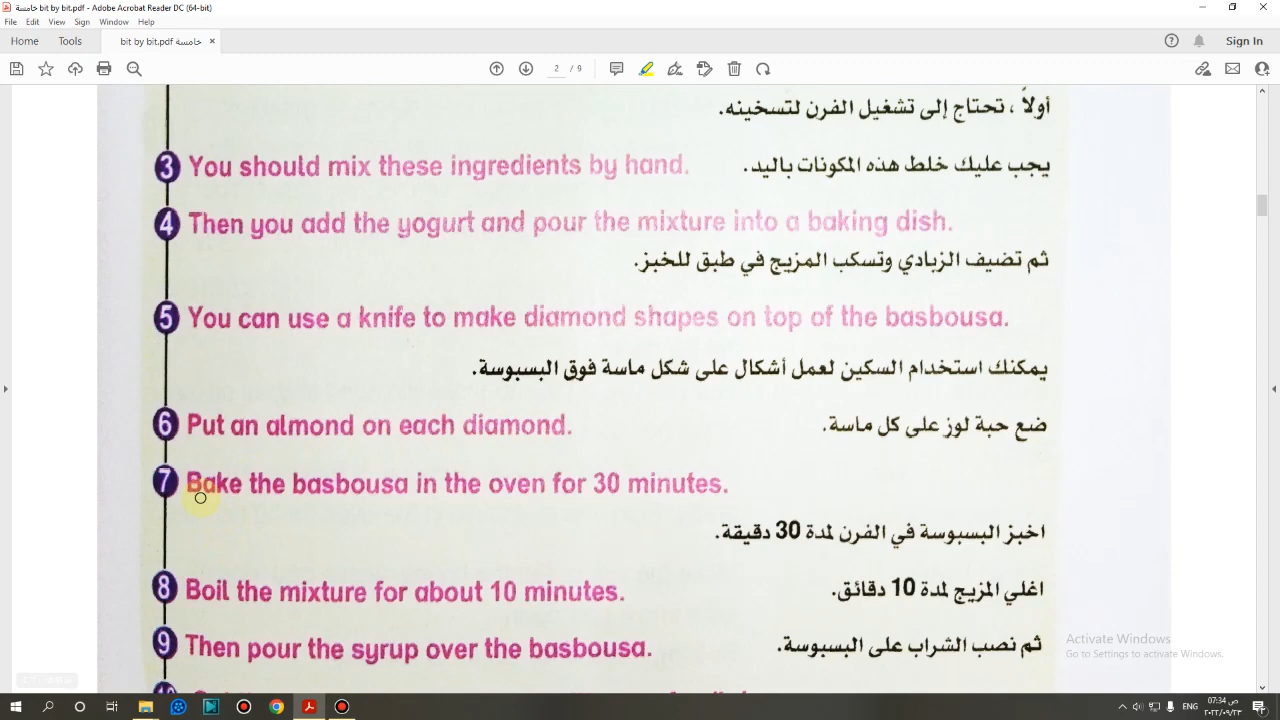 خامسة bit by bit.pdf - Adobe Acrobat Reader DC (64-bit)
File Edit View Sign Window Help
Home Tools bit by bit.pdf خامسة × Sign In
2 / 9
أولاً ، تحتاج إلى تشغيل الفرن لتسخينه.
3 You should mix these ingredients by hand. يجب عليك خلط هذه المكونات باليد.
4 Then you add the yogurt and pour the mixture into a baking dish.
ثم تضيف الزبادي وتسكب المزيج في طبق للخبز.
5 You can use a knife to make diamond shapes on top of the basbousa.
يمكنك استخدام السكين لعمل أشكال على شكل ماسة فوق البسبوسة.
6 Put an almond on each diamond. ضع حبة لوز علي كل ماسة.
7 Bake the basbousa in the oven for 30 minutes.
اخبز البسبوسة في الفرن لمدة 30 دقيقة.
8 Boil the mixture for about 10 minutes. اغلي المزيج لمدة 10 دقائق.
9 Then pour the syrup over the basbousa. ثم نصب الشراب على البسبوسة.
Activate Windows
Go to Settings to activate Windows.
ENG 07:34 ص
٢٠٢٢/٠٩/٢٣